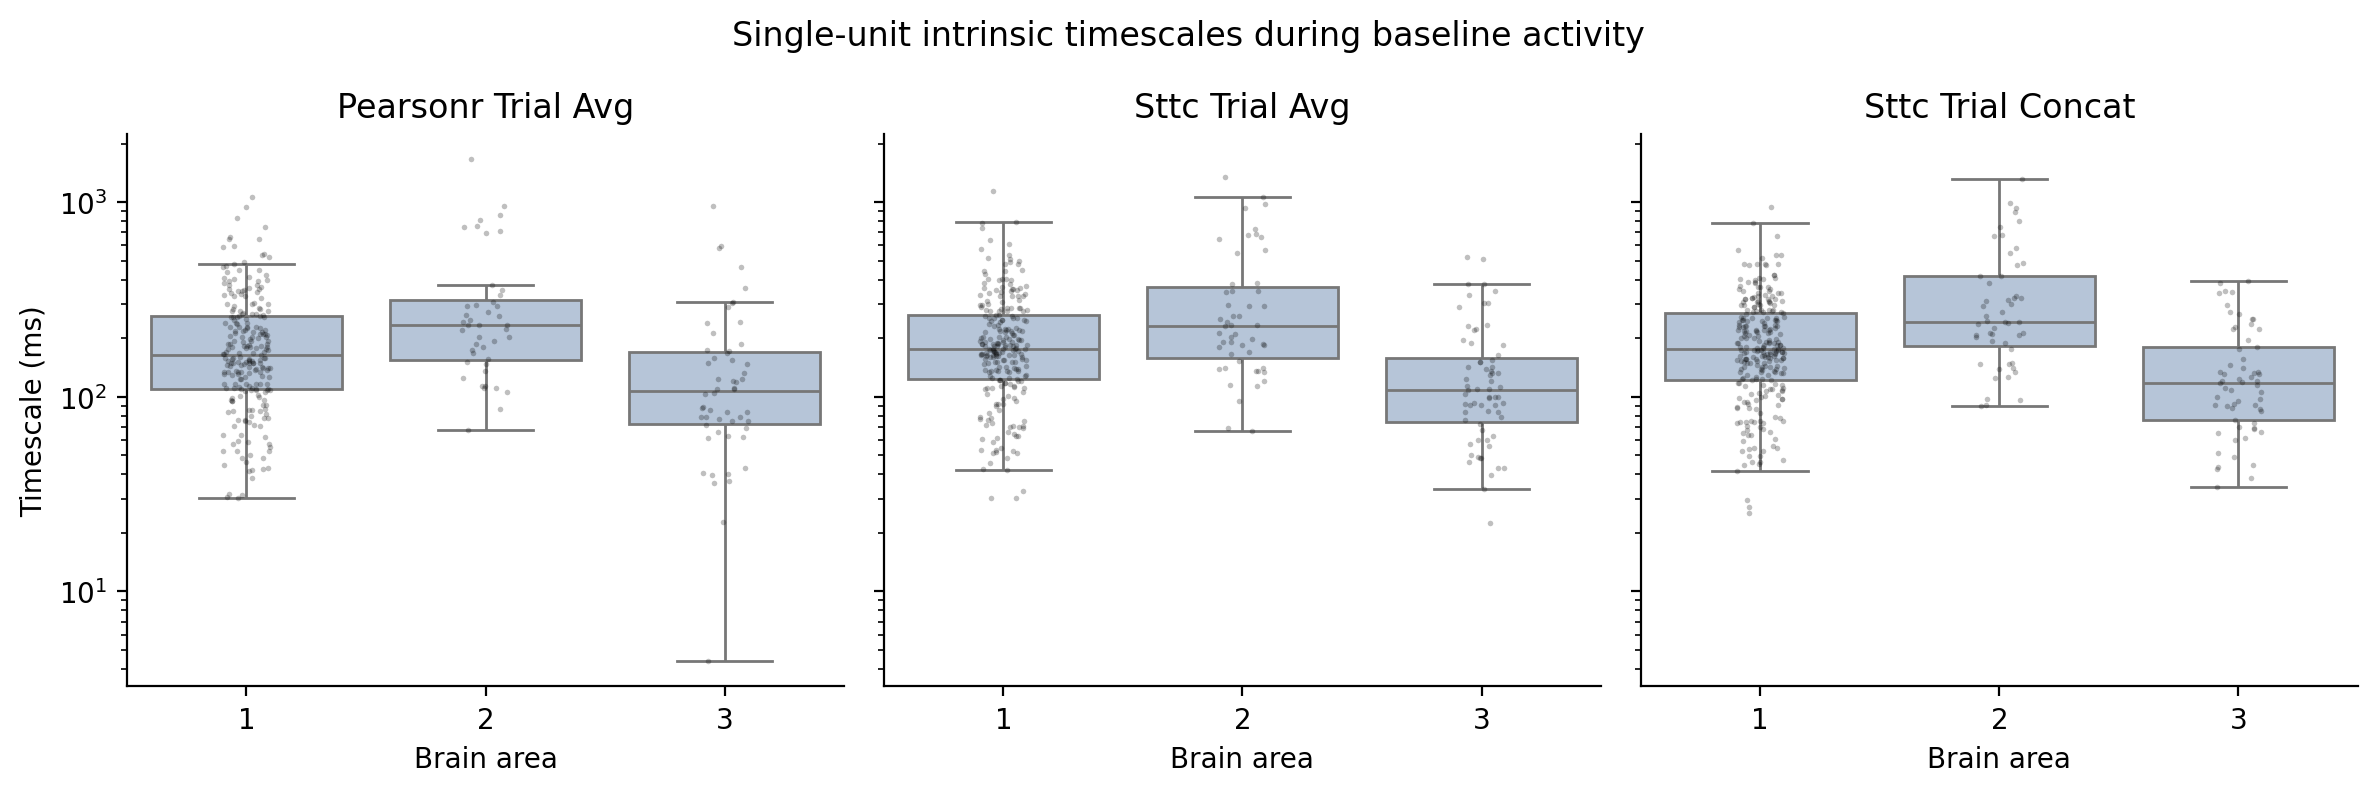 Single-unit intrinsic timescales during baseline activity
Pearsonr Trial Avg
Sttc Trial Avg
Sttc Trial Concat
Timescale (ms)
10³
10²
10¹
1 2 3
1 2 3
1 2 3
Brain area
Brain area
Brain area